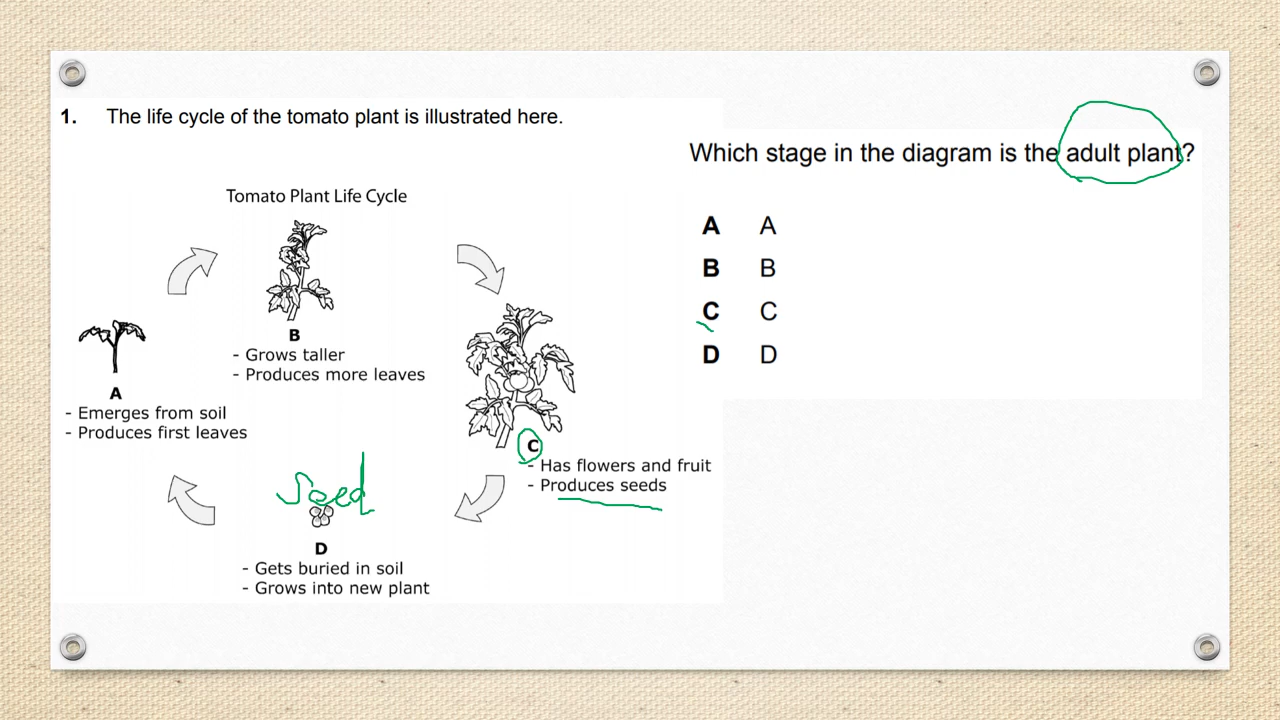 1. The life cycle of the tomato plant is illustrated here.
Which stage in the diagram is the adult plant?
Tomato Plant Life Cycle
A
- Emerges from soil
- Produces first leaves
B
- Grows taller
- Produces more leaves
C
- Has flowers and fruit
- Produces seeds
Seed
D
- Gets buried in soil
- Grows into new plant
A A
B B
C C
D D